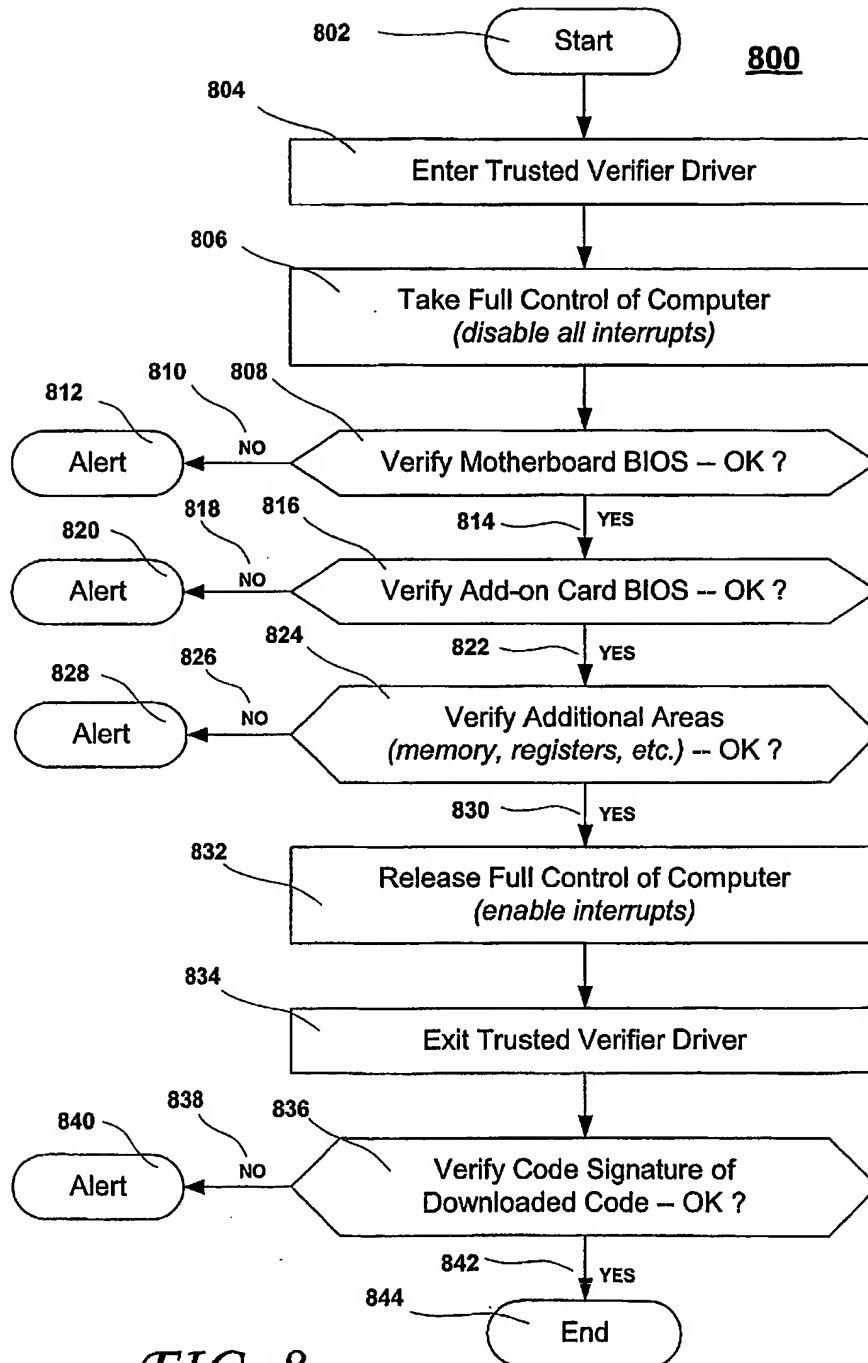 802
Start
800
804
Enter Trusted Verifier Driver
806
Take Full Control of Computer
(disable all interrupts)
810
808
812
Alert
NO
Verify Motherboard BIOS -- OK ?
814
YES
818
816
820
Alert
NO
Verify Add-on Card BIOS -- OK ?
822
YES
824
826
828
Alert
NO
Verify Additional Areas
(memory, registers, etc.) -- OK ?
830
YES
832
Release Full Control of Computer
(enable interrupts)
834
Exit Trusted Verifier Driver
838
836
840
Alert
NO
Verify Code Signature of
Downloaded Code -- OK ?
842
YES
844
End
FIG. 8